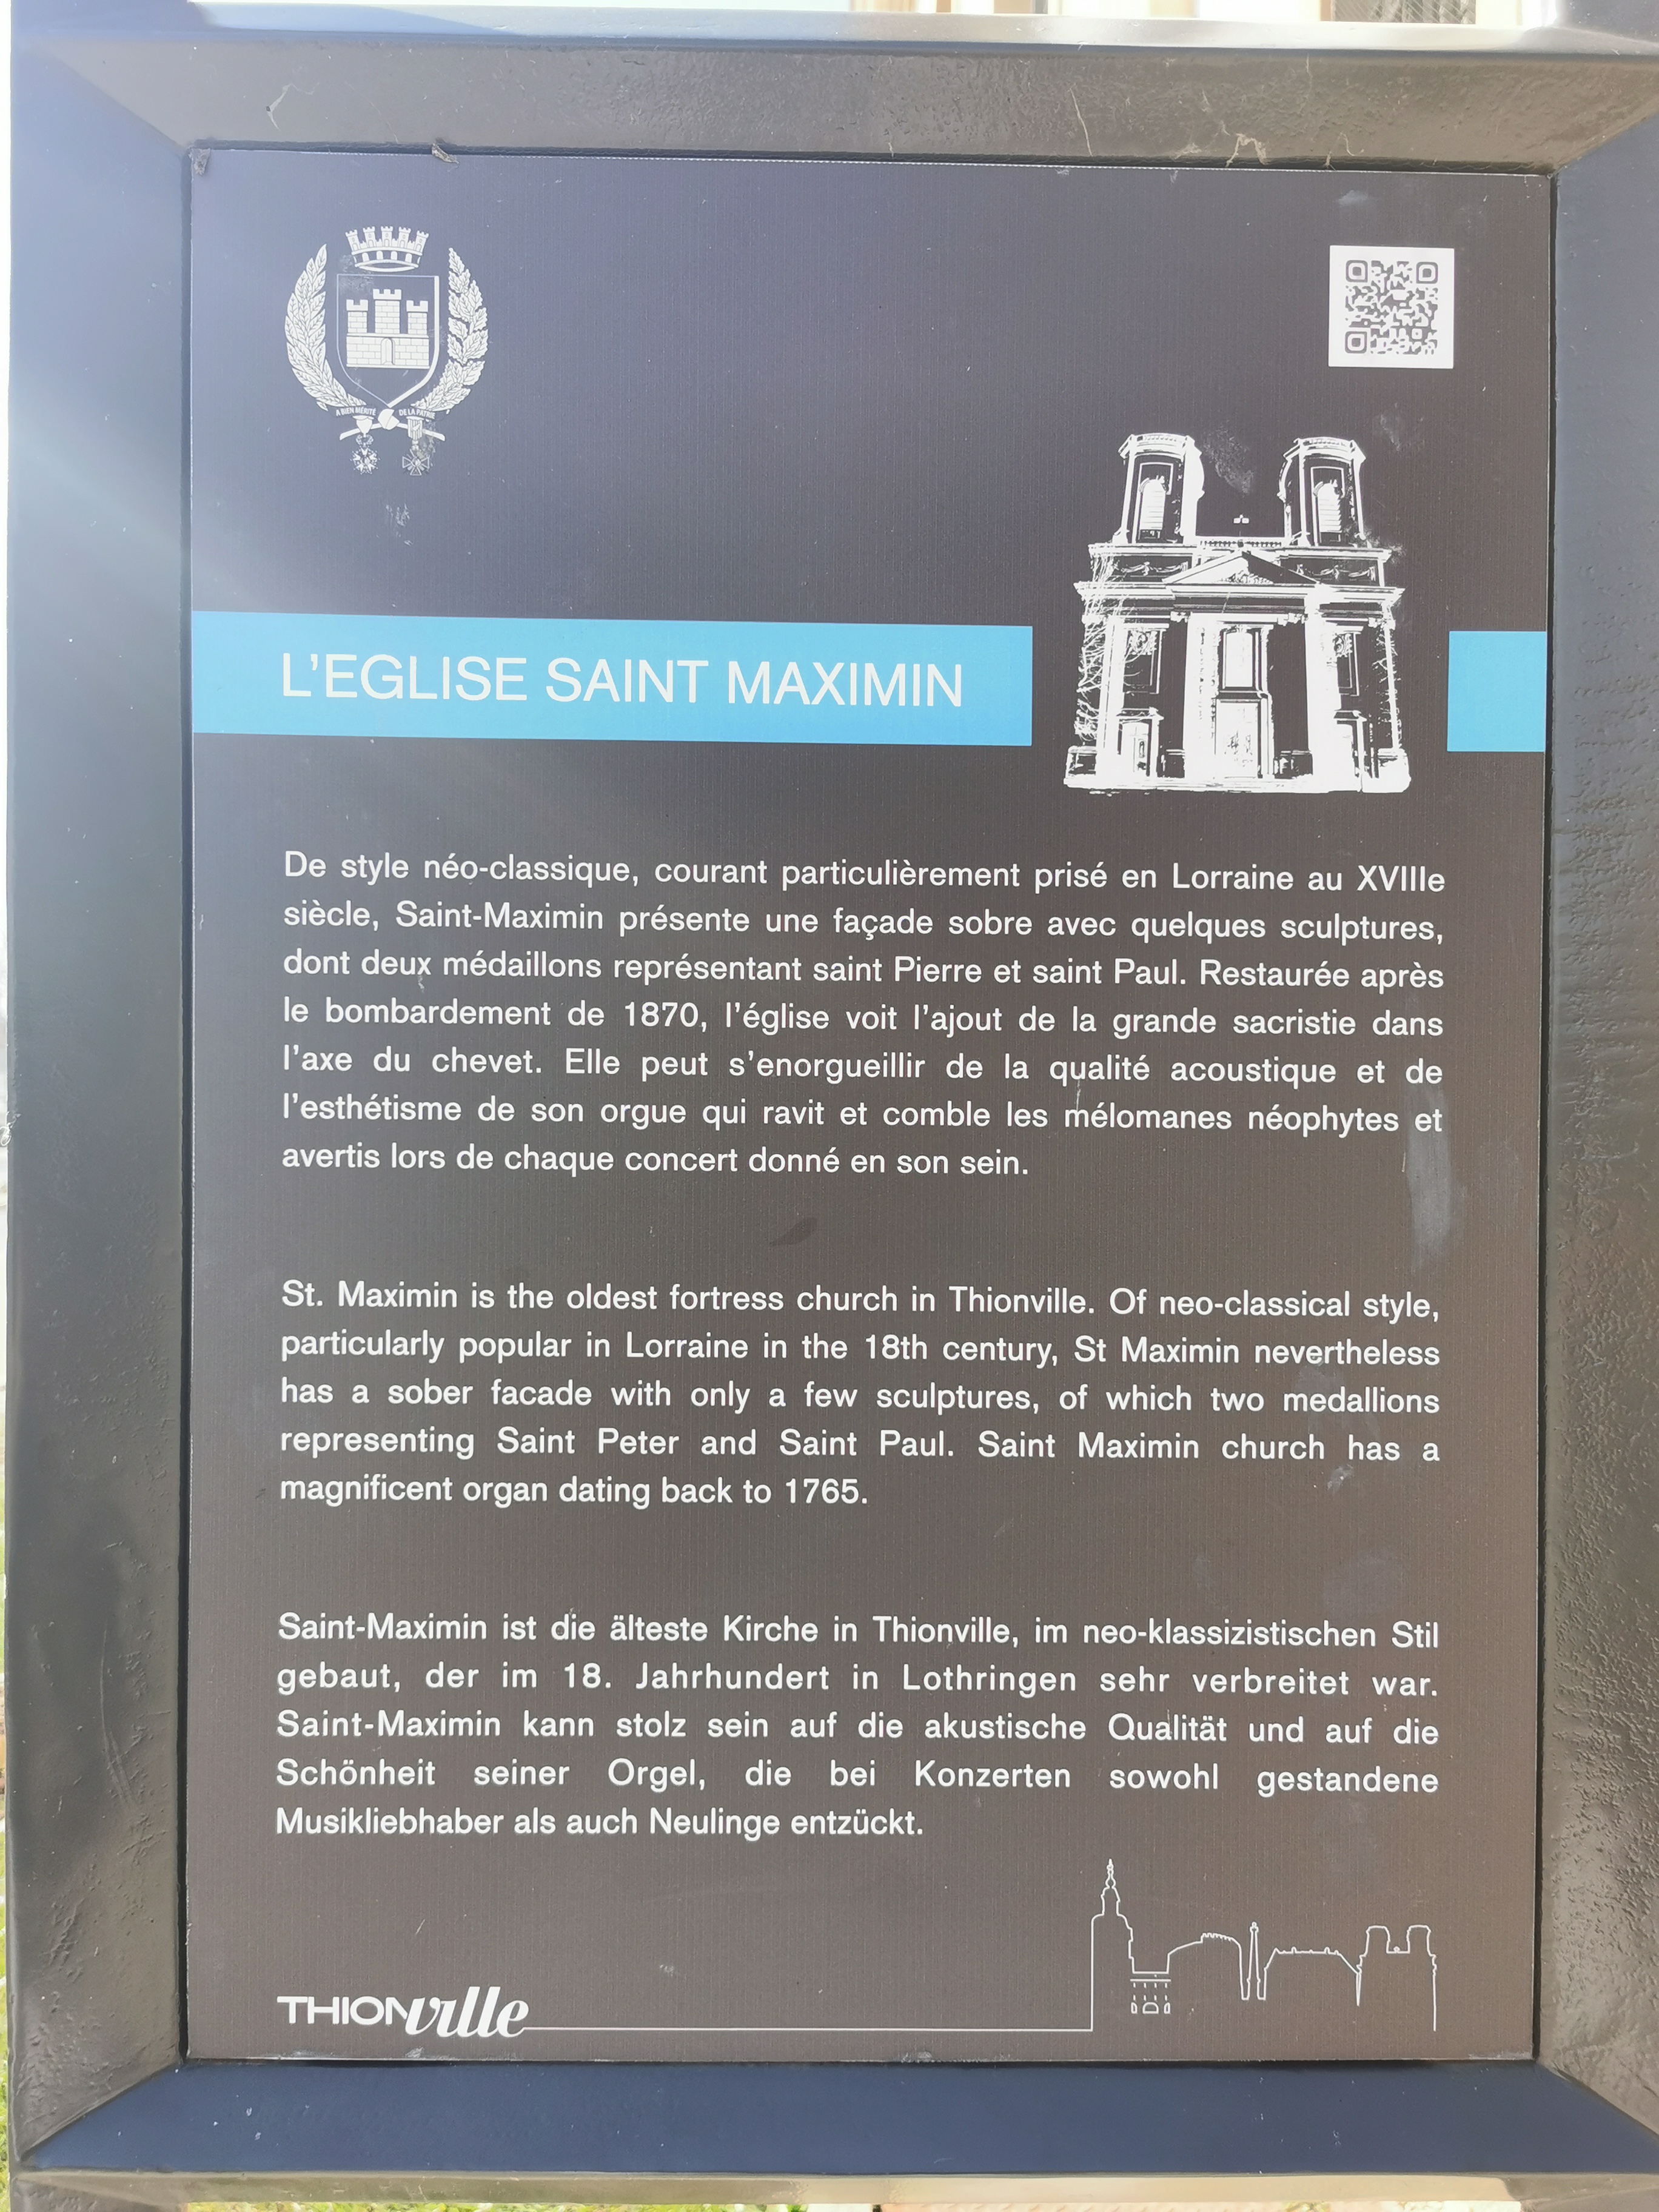 A BIEN MÉRITÉ DE LA PATRIE
L'EGLISE SAINT MAXIMIN
De style néo-classique, courant particulièrement prisé en Lorraine au XVIIIe
siècle, Saint-Maximin présente une façade sobre avec quelques sculptures,
dont deux médaillons représentant saint Pierre et saint Paul. Restaurée après
le bombardement de 1870, l'église voit l'ajout de la grande sacristie dans
l'axe du chevet. Elle peut s'enorgueillir de la qualité acoustique et de
l'esthétisme de son orgue qui ravit et comble les mélomanes néophytes et
avertis lors de chaque concert donné en son sein.
St. Maximin is the oldest fortress church in Thionville. Of neo-classical style,
particularly popular in Lorraine in the 18th century, St Maximin nevertheless
has a sober facade with only a few sculptures, of which two medallions
representing Saint Peter and Saint Paul. Saint Maximin church has a
magnificent organ dating back to 1765.
Saint-Maximin ist die älteste Kirche in Thionville, im neo-klassizistischen Stil
gebaut, der im 18. Jahrhundert in Lothringen sehr verbreitet war.
Saint-Maximin kann stolz sein auf die akustische Qualität und auf die
Schönheit seiner Orgel, die bei Konzerten sowohl gestandene
Musikliebhaber als auch Neulinge entzückt.
THIONville